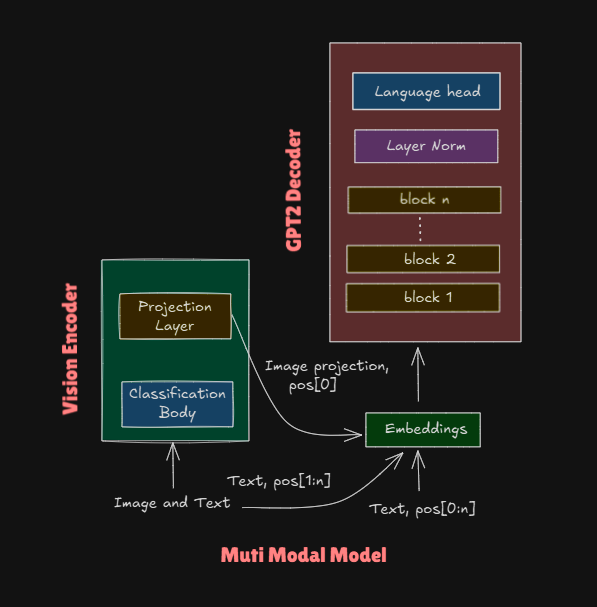 Language head
Layer Norm
GPT2 Decoder
block n
block 2
block 1
Vision Encoder
Projection
Layer
Classification
Body
Image projection,
pos[0]
Embeddings
Text, pos[1:n]
Image and Text
Text, pos[0:n]
Muti Modal Model